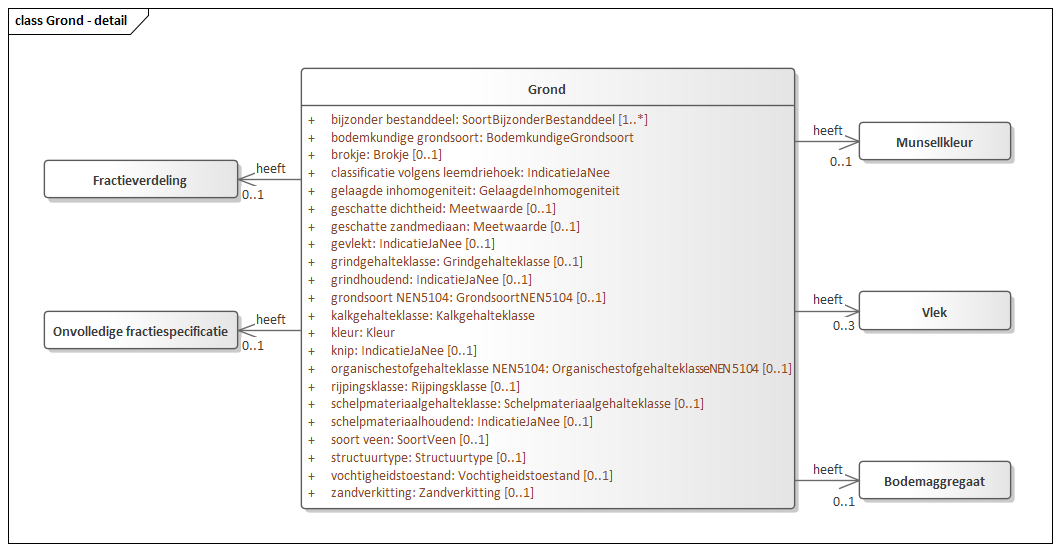 class Grond - detail
Grond
+ bijzonder bestanddeel: SoortBijzonderBestanddeel [1..*]
+ bodemkundige grondsoort: BodemkundigeGrondsoort
+ brokje: Brokje [0..1]
+ classificatie volgens leemdriehoek: IndicatieJaNee
+ gelaagde inhomogeniteit: GelaagdeInhomogeniteit
+ geschatte dichtheid: Meetwaarde [0..1]
+ geschatte zandmediaan: Meetwaarde [0..1]
+ gevlekt: IndicatieJaNee [0..1]
+ grindgehalteklasse: Grindgehalteklasse [0..1]
+ grindhoudend: IndicatieJaNee [0..1]
+ grondsoort NEN5104: GrondsoortNEN5104 [0..1]
+ kalkgehalteklasse: Kalkgehalteklasse
+ kleur: Kleur
+ knip: IndicatieJaNee [0..1]
+ organischestofgehalteklasse NEN5104: OrganischestofgehalteklasseNEN5104 [0..1]
+ rijpingsklasse: Rijpingsklasse [0..1]
+ schelpmateriaalgehalteklasse: Schelpmateriaalgehalteklasse [0..1]
+ schelpmateriaalhoudend: IndicatieJaNee [0..1]
+ soort veen: SoortVeen [0..1]
+ structuurtype: Structuurtype [0..1]
+ vochtigheidstoestand: Vochtigheidstoestand [0..1]
+ zandverkitting: Zandverkitting [0..1]
Fractieverdeling
heeft
0..1
Onvolledige fractiespecificatie
heeft
0..1
heeft
0..1
Munsellkleur
heeft
0..3
Vlek
heeft
0..1
Bodemaggregaat